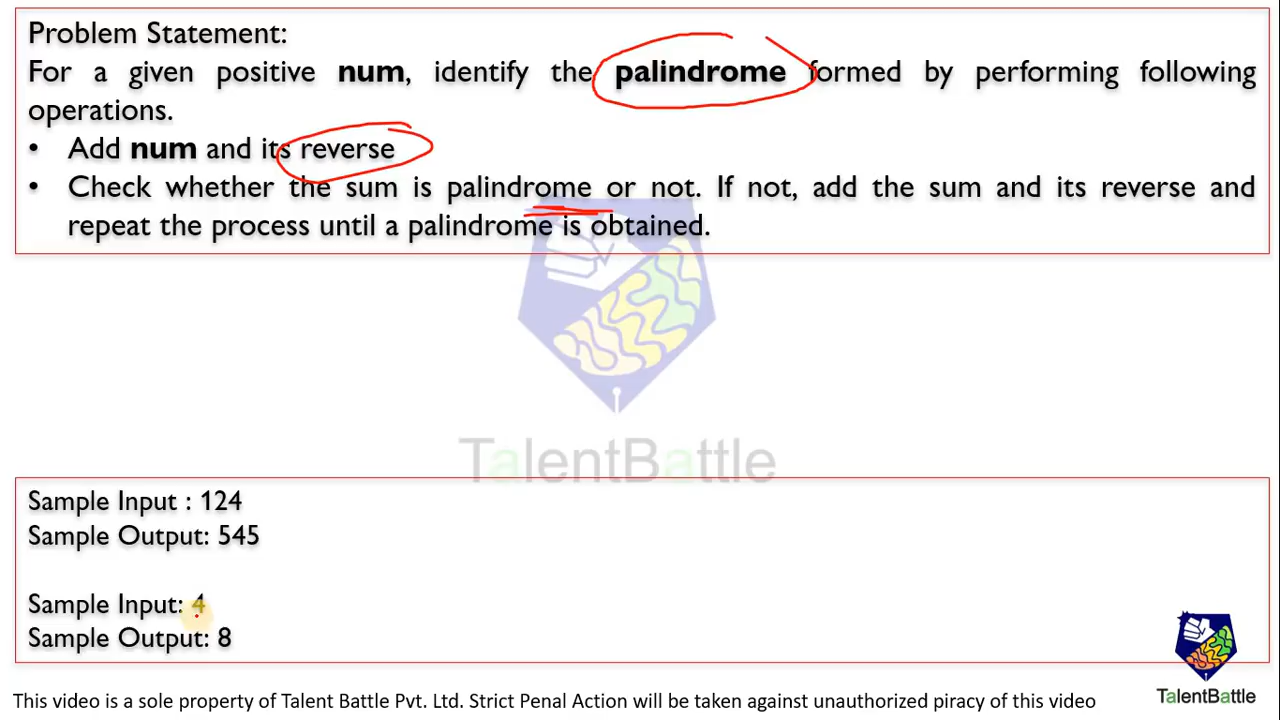 Problem Statement:
For a given positive num, identify the palindrome formed by performing following
operations.
• Add num and its reverse
• Check whether the sum is palindrome or not. If not, add the sum and its reverse and
repeat the process until a palindrome is obtained.
TalentBattle
Sample Input : 124
Sample Output: 545
Sample Input: 4
Sample Output: 8
TalentBattle
This video is a sole property of Talent Battle Pvt. Ltd. Strict Penal Action will be taken against unauthorized piracy of this video